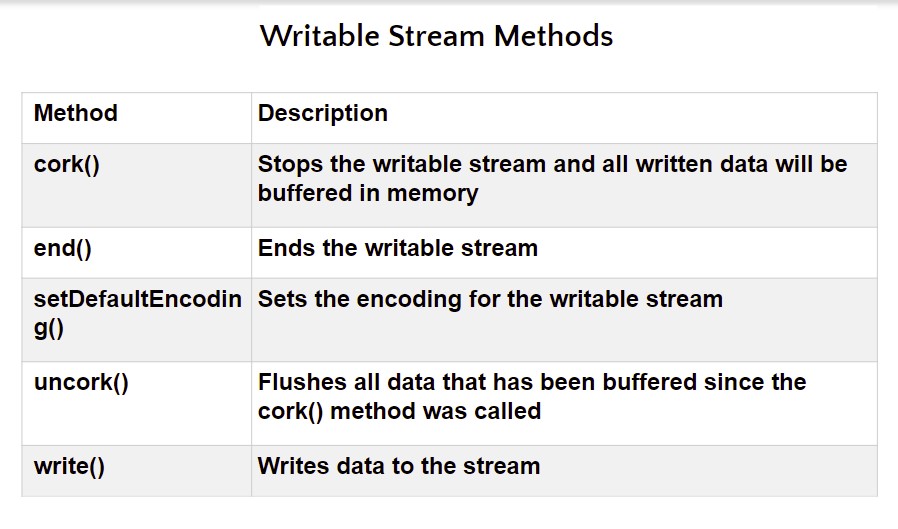 Writable Stream Methods
Method Description
cork() Stops the writable stream and all written data will be
buffered in memory
end() Ends the writable stream
setDefaultEncodin Sets the encoding for the writable stream
g()
uncork() Flushes all data that has been buffered since the
cork() method was called
write() Writes data to the stream